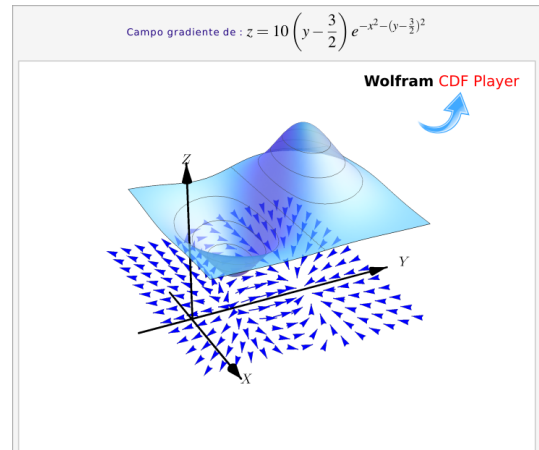 Campo gradiente de : z = 10 (y − 3/2) e^{−x²−(y−3/2)²}
Wolfram CDF Player
Z
Y
X